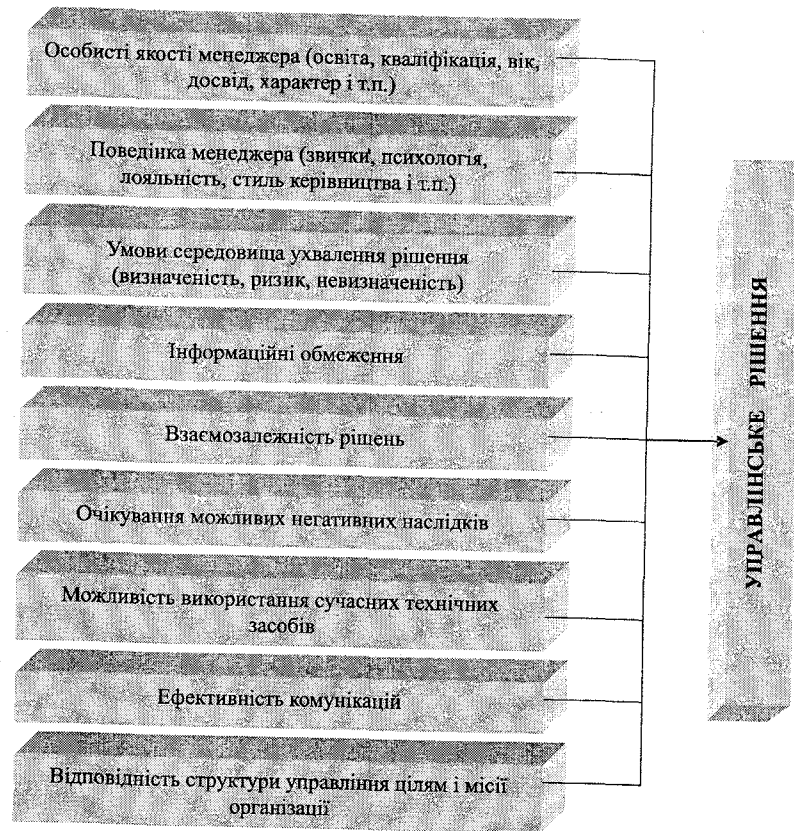 Особисті якості менеджера (освіта, кваліфікація, вік,
досвід, характер і т.п.)
Поведінка менеджера (звички, психологія,
лояльність, стиль керівництва і т.п.)
Умови середовища ухвалення рішення
(визначеність, ризик, невизначеність)
Інформаційні обмеження
Взаємозалежність рішень
Очікування можливих негативних наслідків
Можливість використання сучасних технічних
засобів
Ефективність комунікацій
Відповідність структури управління цілям і місії
організації
УПРАВЛІНСЬКЕ РІШЕННЯ